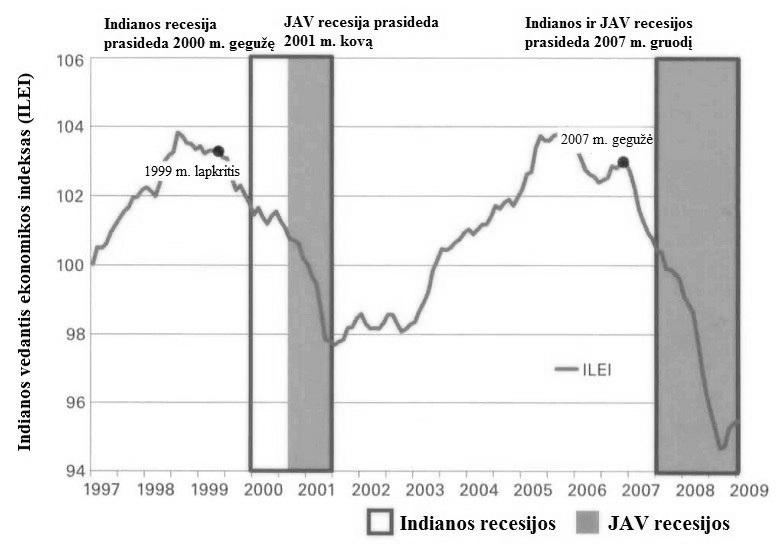 Indianos recesija
prasideda 2000 m. gegužę
JAV recesija prasideda
2001 m. kovą
Indianos ir JAV recesijos
prasideda 2007 m. gruodį
Indianos vedantis ekonomikos indeksas (ILEI)
106
104
102
100
98
96
94
1999 m. lapkritis
2007 m. gegužė
ILEI
1997 1998 1999 2000 2001 2002 2003 2004 2005 2006 2007 2008 2009
Indianos recesijos
JAV recesijos